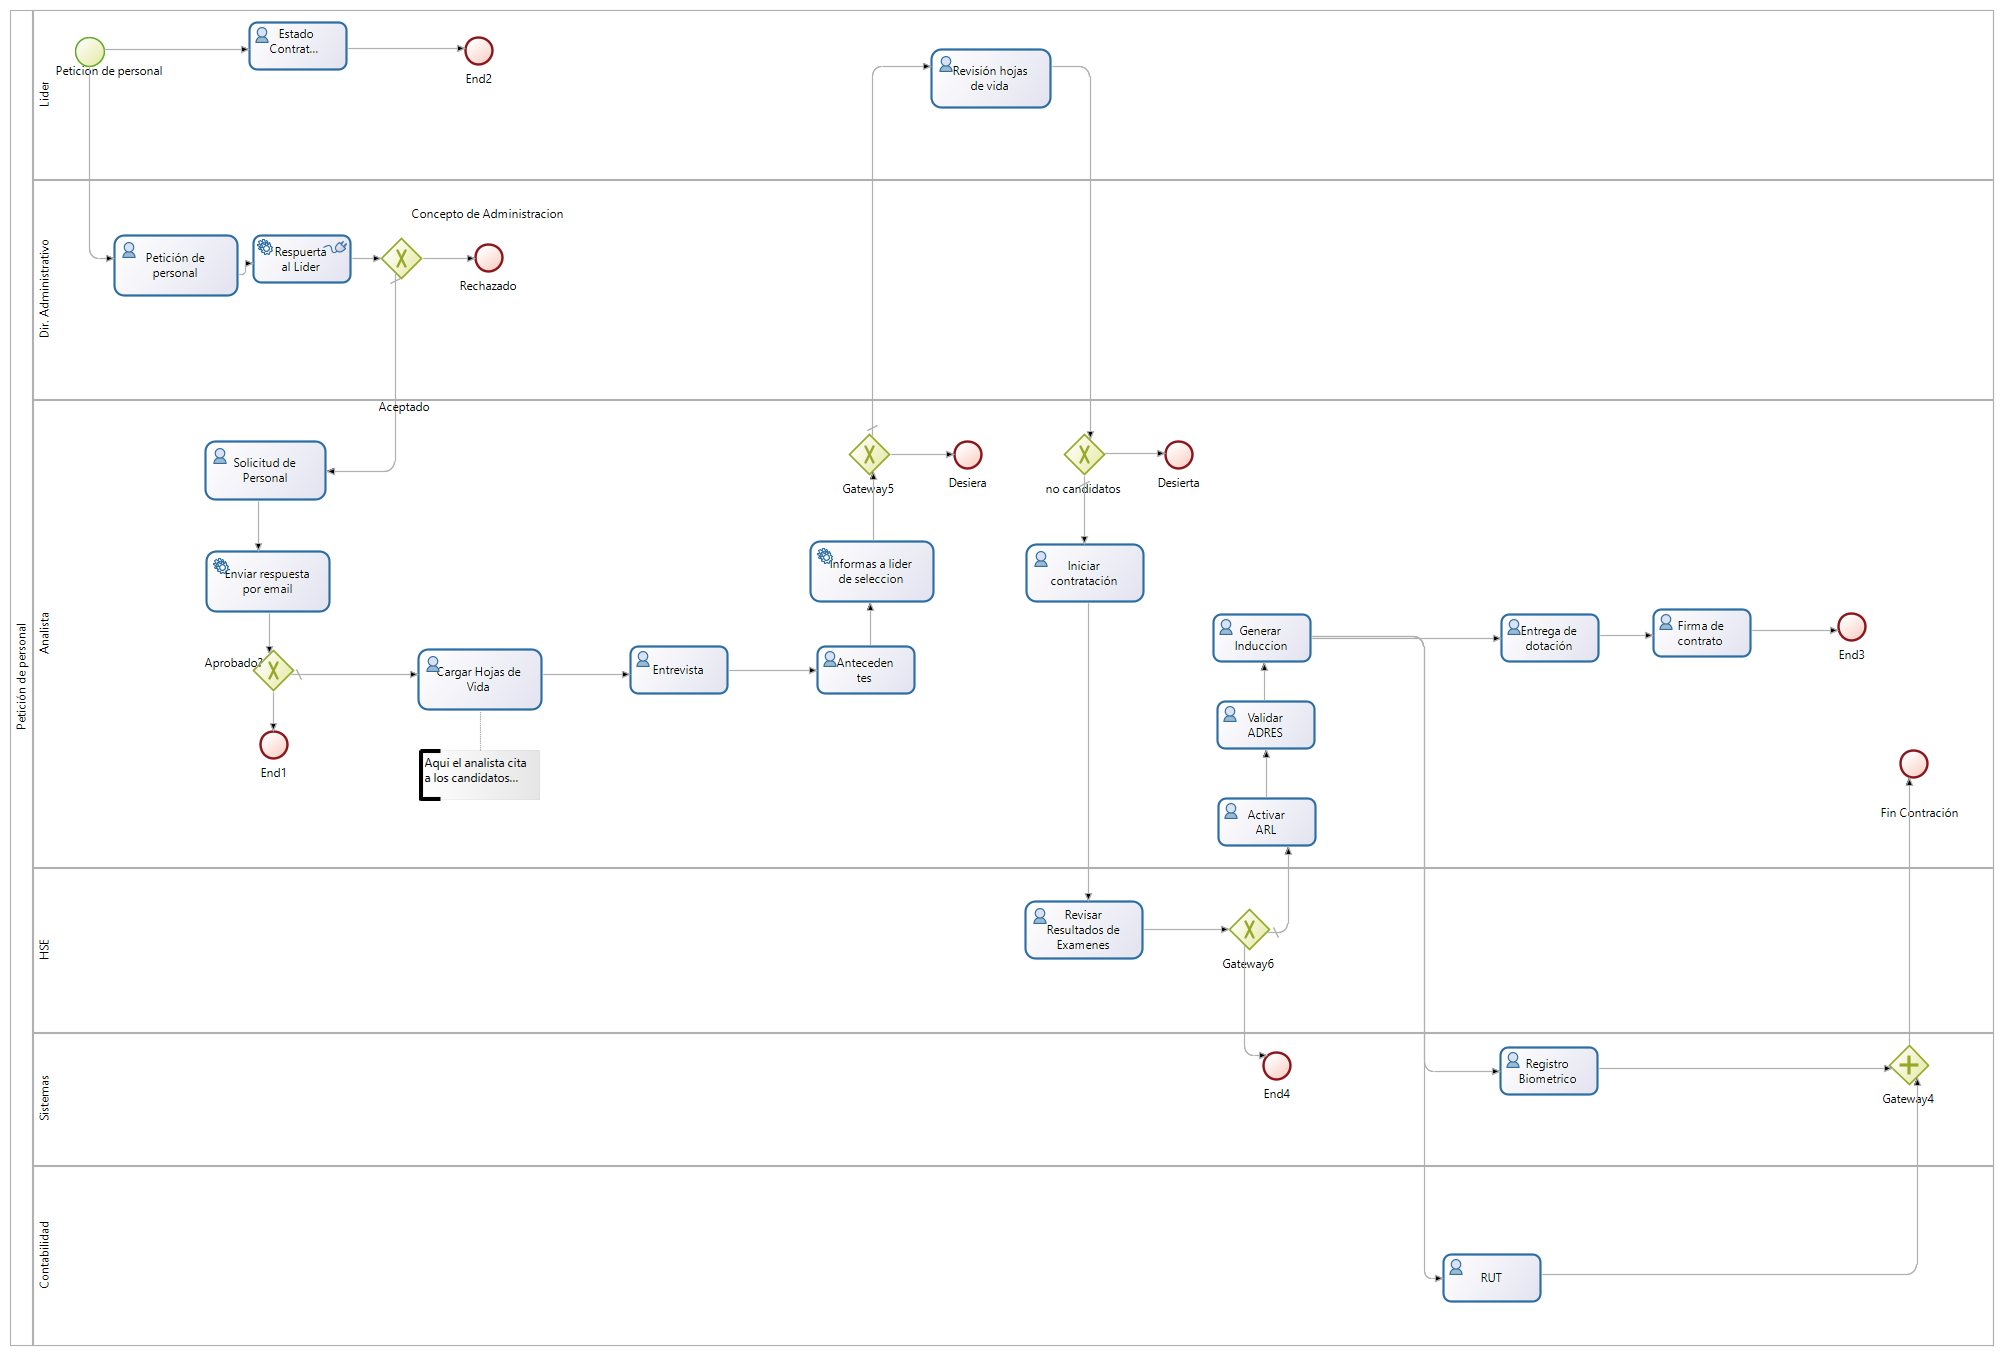 Petición de personal
Lider
Petición de personal
Estado
Contrat...
End2
Revisión hojas
de vida
Dir. Administrativo
Concepto de Administracion
Petición de
personal
Respuerta
al Lider
Rechazado
Aceptado
Analista
Solicitud de
Personal
Enviar respuesta
por email
Aprobado?
End1
Cargar Hojas de
Vida
Aqui el analista cita
a los candidatos...
Entrevista
Anteceden
tes
Informas a lider
de seleccion
Gateway5
Desiera
no candidatos
Desierta
Iniciar
contratación
Generar
Induccion
Validar
ADRES
Activar
ARL
Entrega de
dotación
Firma de
contrato
End3
Fin Contración
HSE
Revisar
Resultados de
Examenes
Gateway6
Sistemas
End4
Registro
Biometrico
Gateway4
Contabilidad
RUT